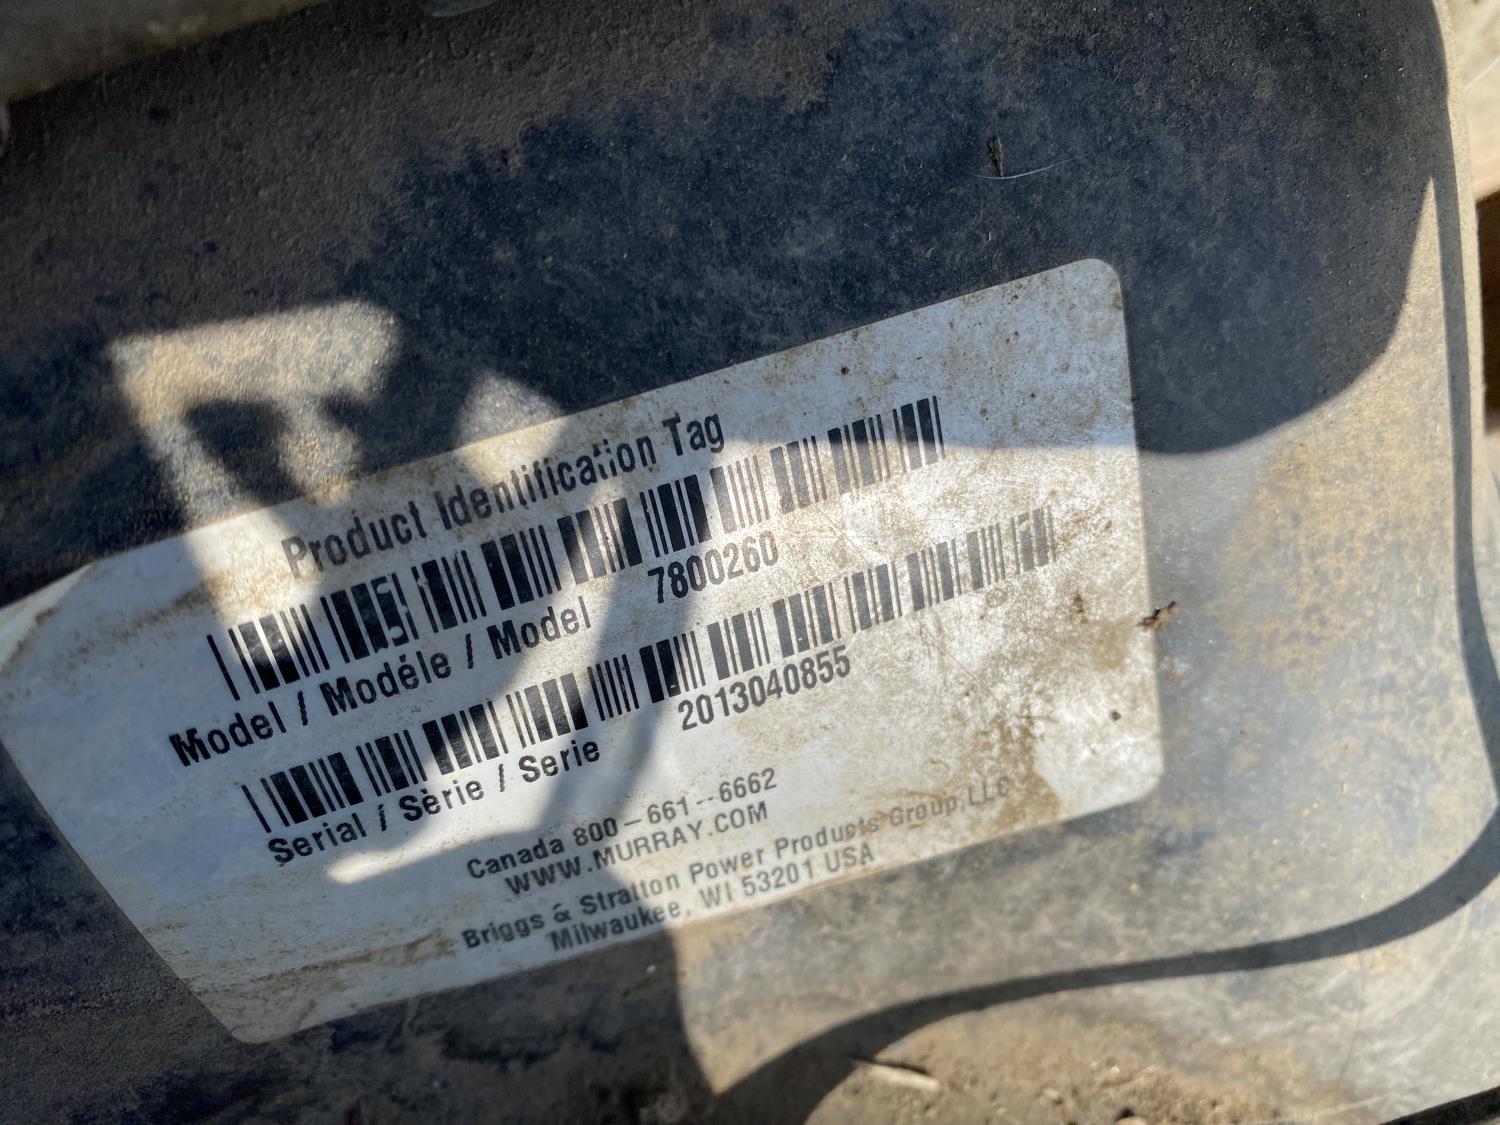 Product Identification Tag
Model / Modèle / Model 7800260
Serial / Sèrie / Serie 2013040855
Canada 800-661--6662
WWW.MURRAY.COM
Briggs & Stratton Power Products Group,LLC
Milwaukee, WI 53201 USA